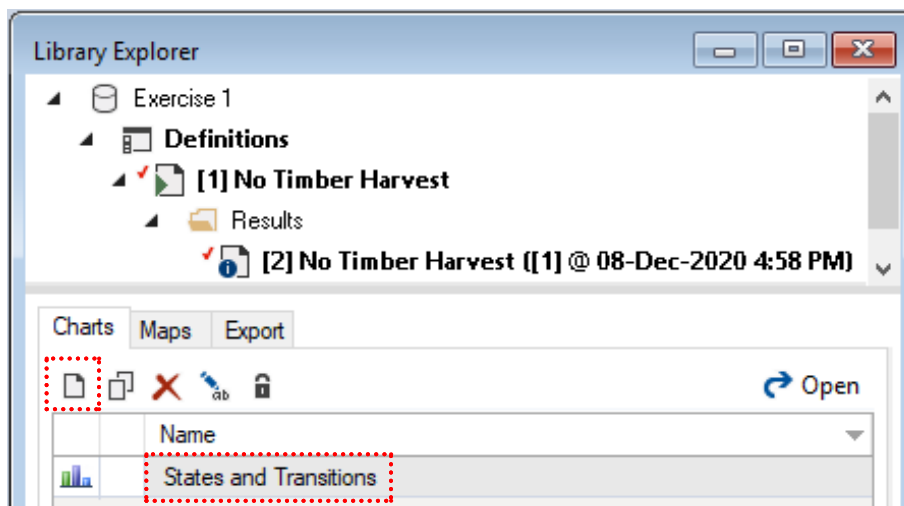 Library Explorer
Exercise 1
Definitions
[1] No Timber Harvest
Results
[2] No Timber Harvest ([1] @ 08-Dec-2020 4:58 PM)
Charts Maps Export
ab Open
Name
States and Transitions